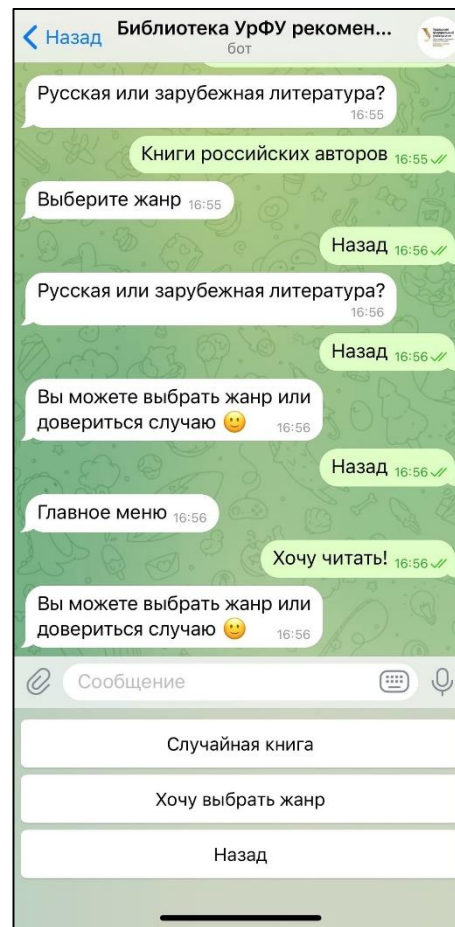 Назад
Библиотека УрФУ рекомен...
бот
Русская или зарубежная литература?
16:55
Книги российских авторов 16:55
Выберите жанр 16:55
Назад 16:56
Русская или зарубежная литература?
16:56
Назад 16:56
Вы можете выбрать жанр или
довериться случаю 🙂 16:56
Назад 16:56
Главное меню 16:56
Хочу читать! 16:56
Вы можете выбрать жанр или
довериться случаю 🙂 16:56
Сообщение
Случайная книга
Хочу выбрать жанр
Назад